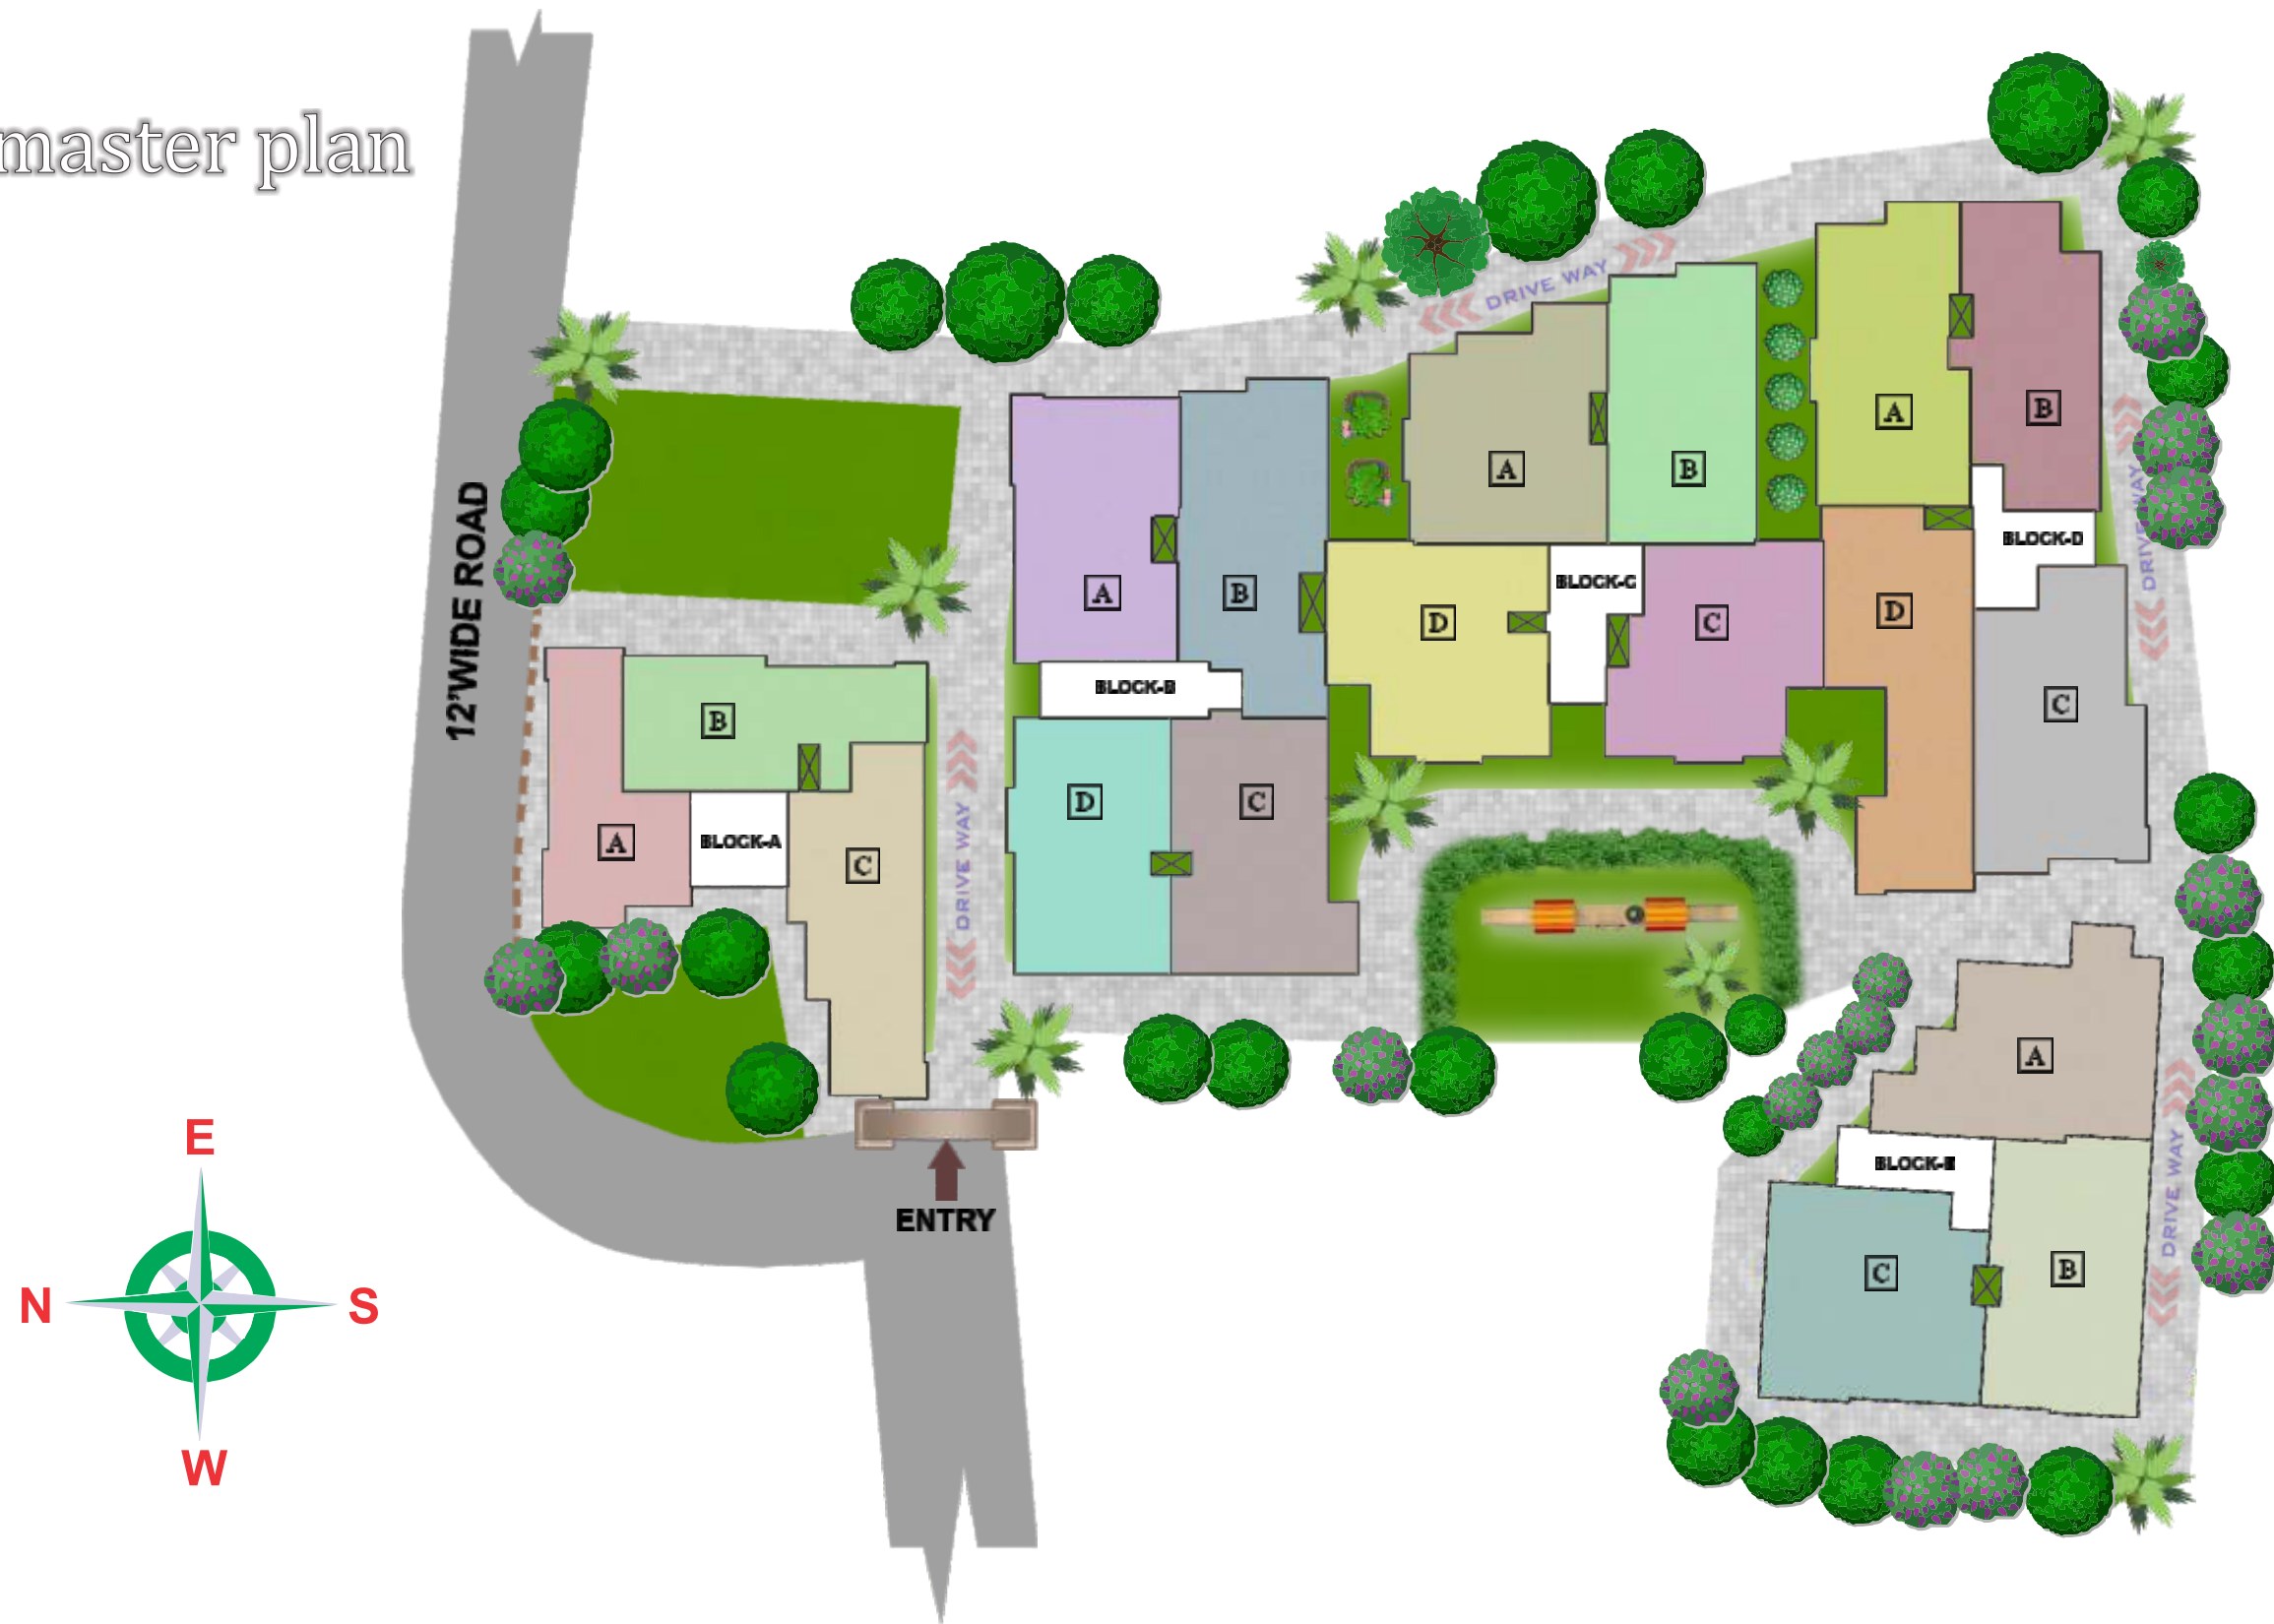 master plan
12'WIDE ROAD
DRIVE WAY
A
B
A
B
DRIVE WAY
A
B
A
B
BLOCK-D
BLOCK-C
D
C
D
C
BLOCK-B
D
C
B
A
BLOCK-A
C
DRIVE WAY
ENTRY
A
BLOCK-E
C
B
DRIVE WAY
E
N
S
W